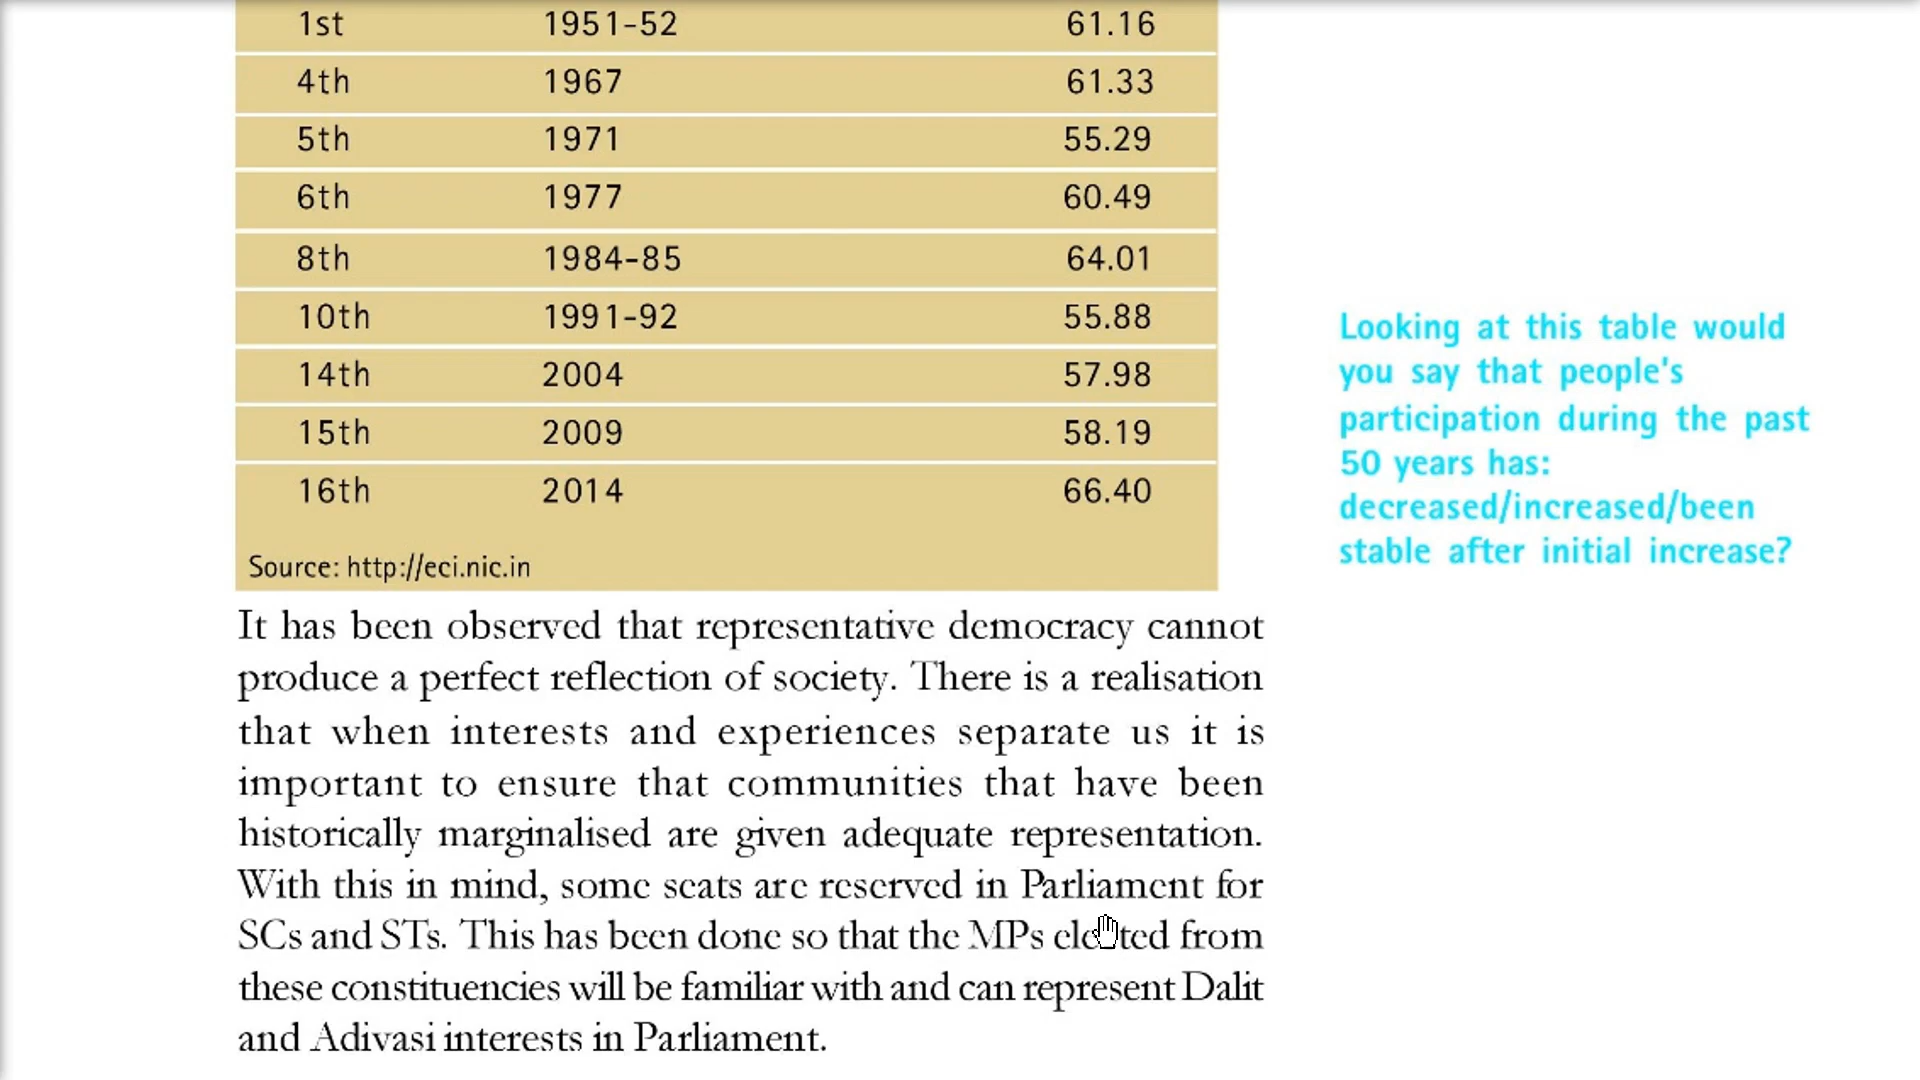 1st 1951-52 61.16
4th 1967 61.33
5th 1971 55.29
6th 1977 60.49
8th 1984-85 64.01
10th 1991-92 55.88
14th 2004 57.98
15th 2009 58.19
16th 2014 66.40
Source: http://eci.nic.in
Looking at this table would
you say that people's
participation during the past
50 years has:
decreased/increased/been
stable after initial increase?
It has been observed that representative democracy cannot
produce a perfect reflection of society. There is a realisation
that when interests and experiences separate us it is
important to ensure that communities that have been
historically marginalised are given adequate representation.
With this in mind, some seats are reserved in Parliament for
SCs and STs. This has been done so that the MPs elected from
these constituencies will be familiar with and can represent Dalit
and Adivasi interests in Parliament.